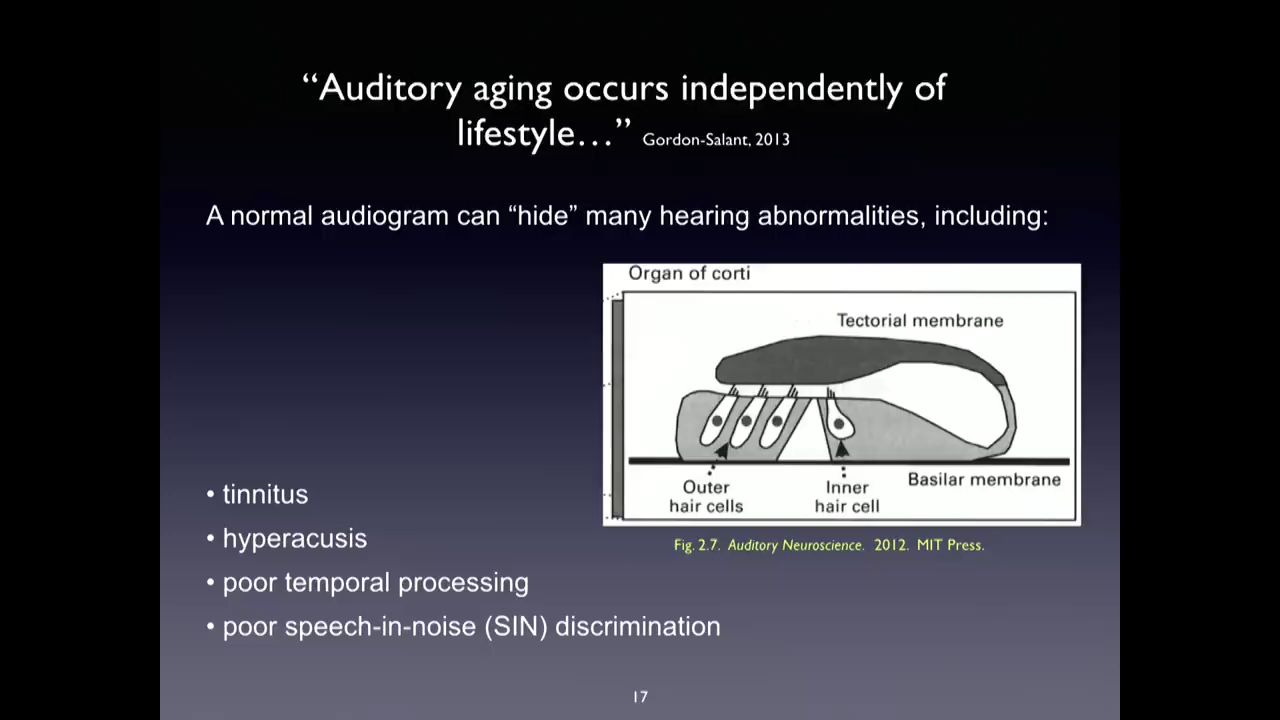 “Auditory aging occurs independently of
lifestyle…” Gordon-Salant, 2013
A normal audiogram can “hide” many hearing abnormalities, including:
Organ of corti
Tectorial membrane
Outer
hair cells
Inner
hair cell
Basilar membrane
Fig. 2.7. Auditory Neuroscience. 2012. MIT Press.
• tinnitus
• hyperacusis
• poor temporal processing
• poor speech-in-noise (SIN) discrimination
17